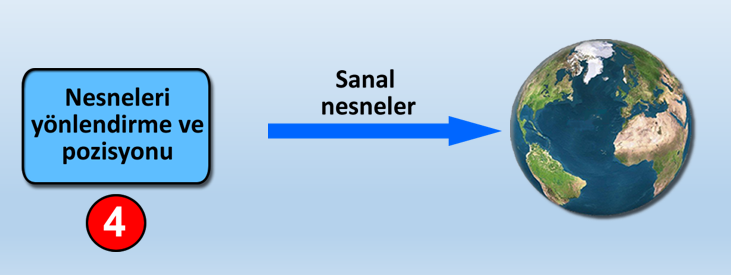 Nesneleri
yönlendirme ve
pozisyonu
4
Sanal
nesneler